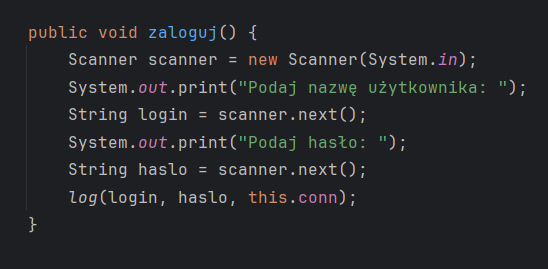 public void zaloguj() {
    Scanner scanner = new Scanner(System.in);
    System.out.print("Podaj nazwę użytkownika: ");
    String login = scanner.next();
    System.out.print("Podaj hasło: ");
    String haslo = scanner.next();
    log(login, haslo, this.conn);
}